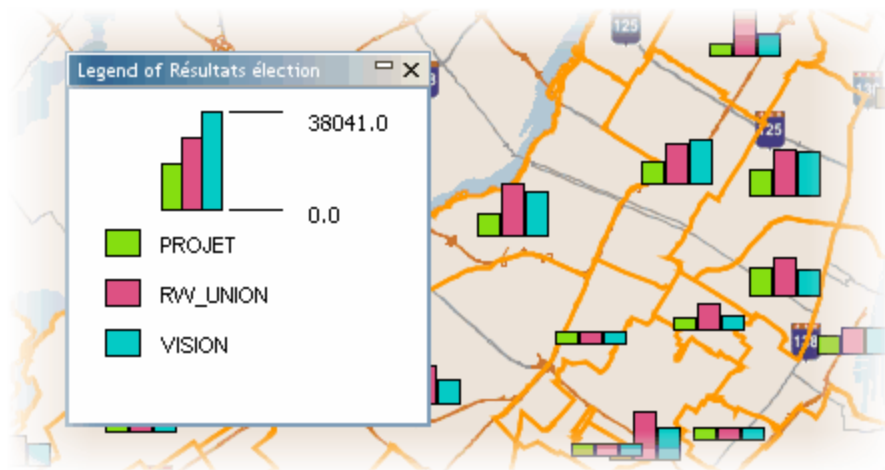 125
Legend of Résultats élection
38041.0
125
0.0
PROJET
RW_UNION
VISION
138